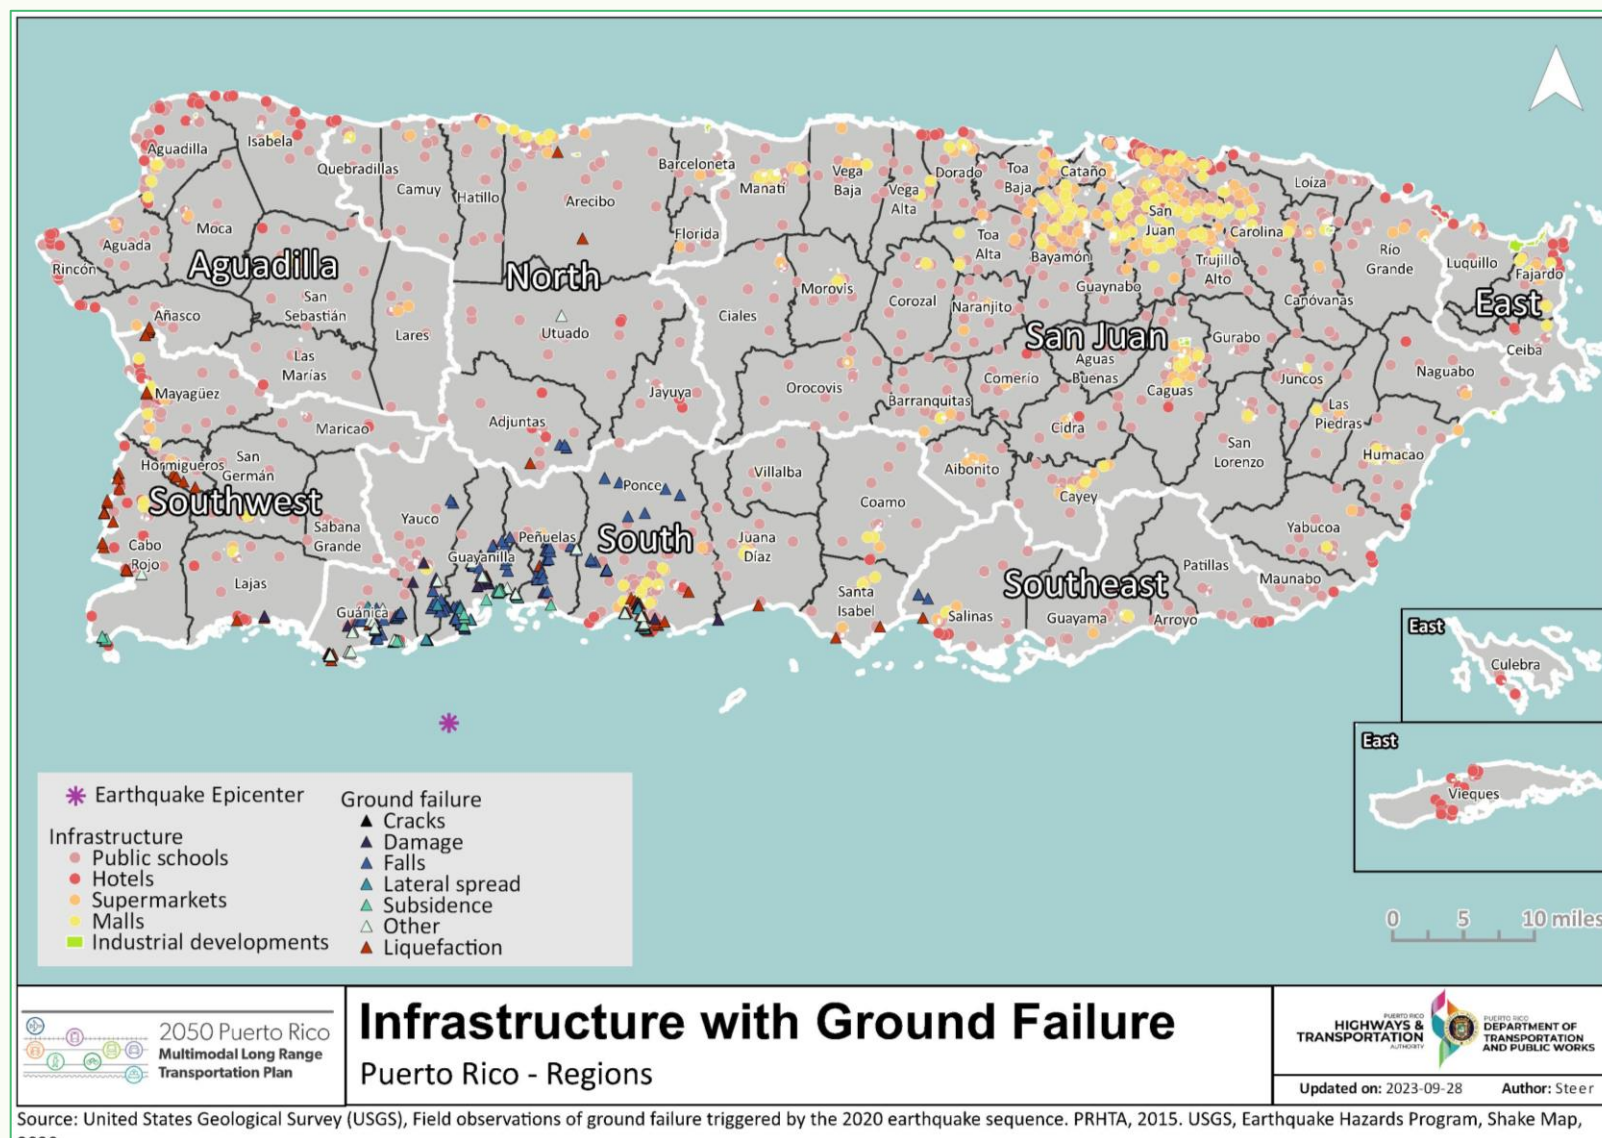 Isabela
Aguadilla
Quebradillas
Camuy
Hatillo
Arecibo
Barceloneta
Florida
Manatí
Vega
Baja
Vega
Alta
Dorado
Toa
Baja
Cataño
San
Juan
Carolina
Loíza
Río
Grande
Luquillo
Fajardo
East
Ceiba
Moca
Aguada
Rincón
Aguadilla
North
San
Sebastián
Lares
Añasco
Las
Marías
Utuado
Adjuntas
Jayuya
Ciales
Morovis
Corozal
Toa
Alta
Naranjito
Bayamón
Guaynabo
Trujillo
Alto
Canóvanas
San Juan
Gurabo
Aguas
Buenas
Caguas
Juncos
Naguabo
Orocovis
Barranquitas
Comerío
Cidra
San
Lorenzo
Las
Piedras
Humacao
Mayagüez
Maricao
Hormigueros
San
Germán
Southwest
Sabana
Grande
Cabo
Rojo
Lajas
Yauco
Guánica
Guayanilla
Peñuelas
Ponce
South
Villalba
Juana
Díaz
Coamo
Santa
Isabel
Aibonito
Cayey
Salinas
Southeast
Guayama
Arroyo
Patillas
Maunabo
Yabucoa
East
Culebra
East
Vieques
0 5 10 miles
Earthquake Epicenter
Infrastructure
Public schools
Hotels
Supermarkets
Malls
Industrial developments
Ground failure
Cracks
Damage
Falls
Lateral spread
Subsidence
Other
Liquefaction
2050 Puerto Rico
Multimodal Long Range
Transportation Plan
Infrastructure with Ground Failure
Puerto Rico - Regions
PUERTO RICO
HIGHWAYS &
TRANSPORTATION
AUTHORITY
PUERTO RICO
DEPARTMENT OF
TRANSPORTATION
AND PUBLIC WORKS
Updated on: 2023-09-28 Author: Steer
Source: United States Geological Survey (USGS), Field observations of ground failure triggered by the 2020 earthquake sequence. PRHTA, 2015. USGS, Earthquake Hazards Program, Shake Map,